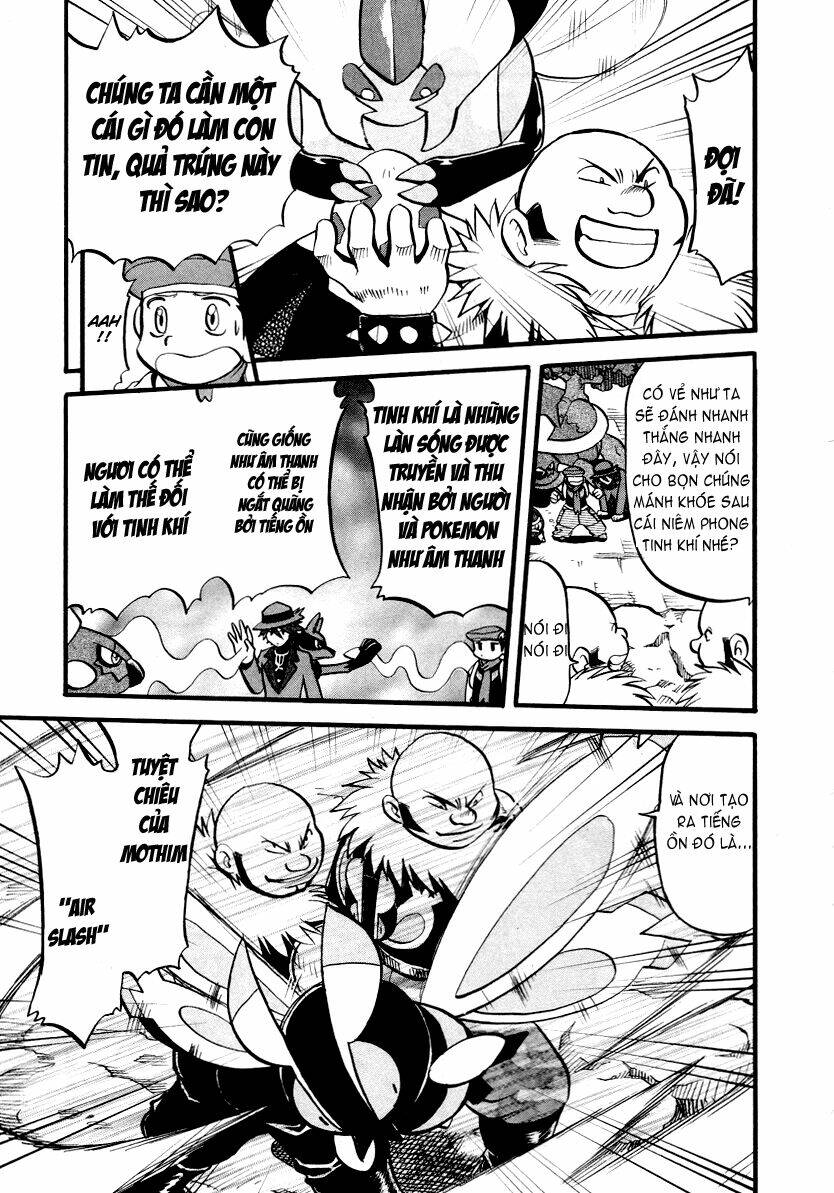 ĐỢI
ĐÃ!
CHÚNG TA CẦN MỘT
CÁI GÌ ĐÓ LÀM CON
TIN, QUẢ TRỨNG NÀY
THÌ SAO?
AAH
!!
CÓ VẺ NHƯ TA
SẼ ĐÁNH NHANH
THẮNG NHANH
ĐÂY, VẬY NÓI
CHO BỌN CHÚNG
MÁNH KHÓE SAU
CÁI NIÊM PHONG
TINH KHÍ NHÉ?
NÓI ĐI
NÓI ĐI
TINH KHÍ LÀ NHỮNG
LÀN SÓNG ĐƯỢC
TRUYỀN VÀ THU
NHẬN BỞI NGƯỜI
VÀ POKEMON
NHƯ ÂM THANH
CŨNG GIỐNG
NHƯ ÂM THANH
CÓ THỂ BỊ
NGẮT QUÃNG
BỞI TIẾNG ỒN
NGƯƠI CÓ THỂ
LÀM THẾ ĐỐI
VỚI TINH KHÍ
VÀ NƠI TẠO
RA TIẾNG
ỒN ĐÓ LÀ...
TUYỆT
CHIÊU
CỦA
MOTHIM
"AIR
SLASH"